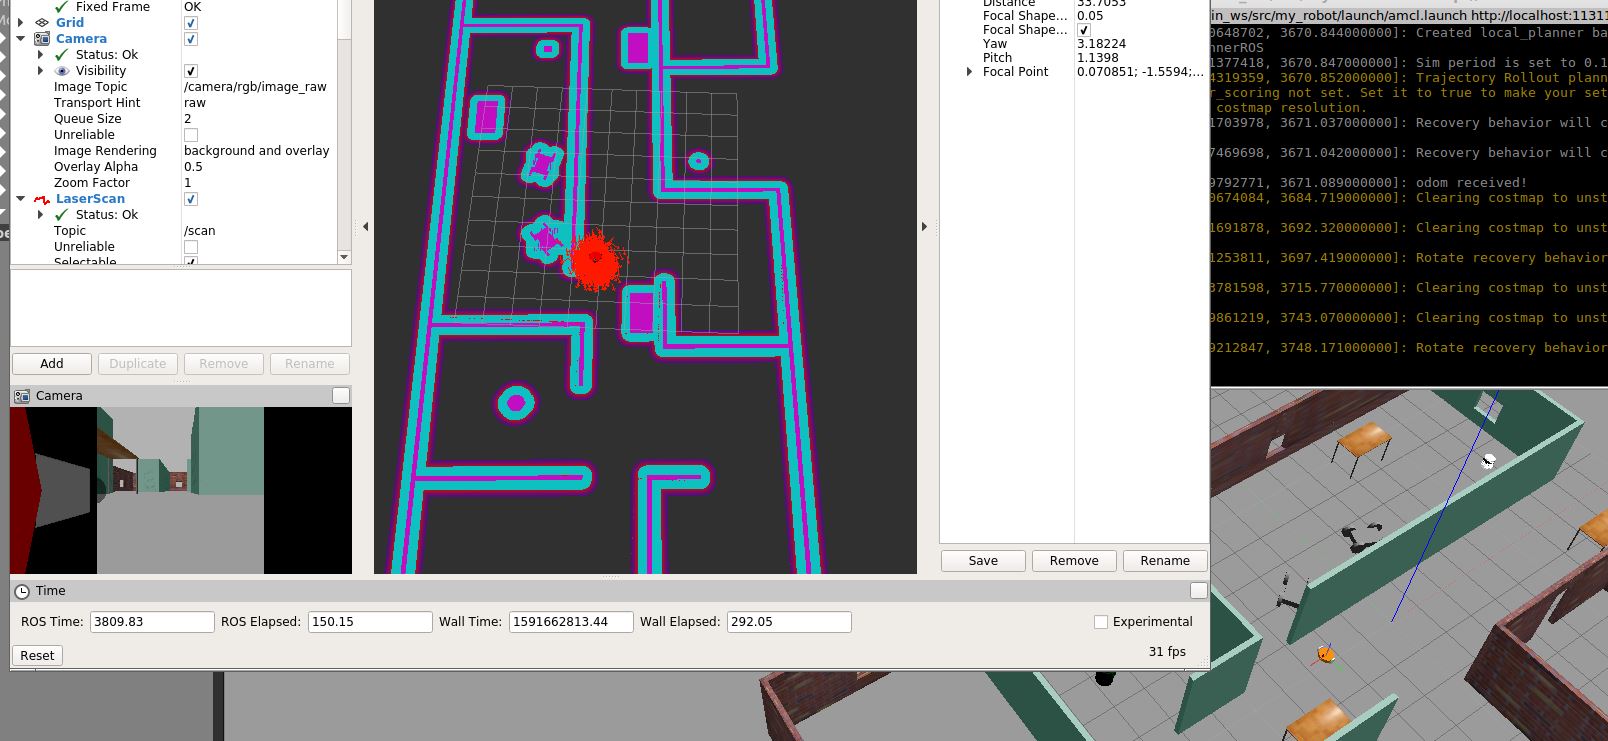 Fixed Frame OK
Grid
Camera
Status: Ok
Visibility
Image Topic /camera/rgb/image_raw
Transport Hint raw
Queue Size 2
Unreliable
Image Rendering background and overlay
Overlay Alpha 0.5
Zoom Factor 1
LaserScan
Status: Ok
Topic /scan
Unreliable
Selectable
Add Duplicate Remove Rename
Camera
Distance 33.7053
Focal Shape... 0.05
Focal Shape...
Yaw 3.18224
Pitch 1.1398
Focal Point 0.070851; -1.5594;...
Save Remove Rename
Time
ROS Time: 3809.83 ROS Elapsed: 150.15 Wall Time: 1591662813.44 Wall Elapsed: 292.05 Experimental
Reset 31 fps
in_ws/src/my_robot/launch/amcl.launch http://localhost:1131
0648702, 3670.844000000]: Created local_planner ba
nnerROS
1377418, 3670.847000000]: Sim period is set to 0.1
4319359, 3670.852000000]: Trajectory Rollout plann
r_scoring not set. Set it to true to make your set
costmap resolution.
1703978, 3671.037000000]: Recovery behavior will c
7469698, 3671.042000000]: Recovery behavior will c
9792771, 3671.089000000]: odom received!
0674084, 3684.719000000]: Clearing costmap to unst
1691878, 3692.320000000]: Clearing costmap to unst
1253811, 3697.419000000]: Rotate recovery behavior
3781598, 3715.770000000]: Clearing costmap to unst
9861219, 3743.070000000]: Clearing costmap to unst
9212847, 3748.171000000]: Rotate recovery behavior